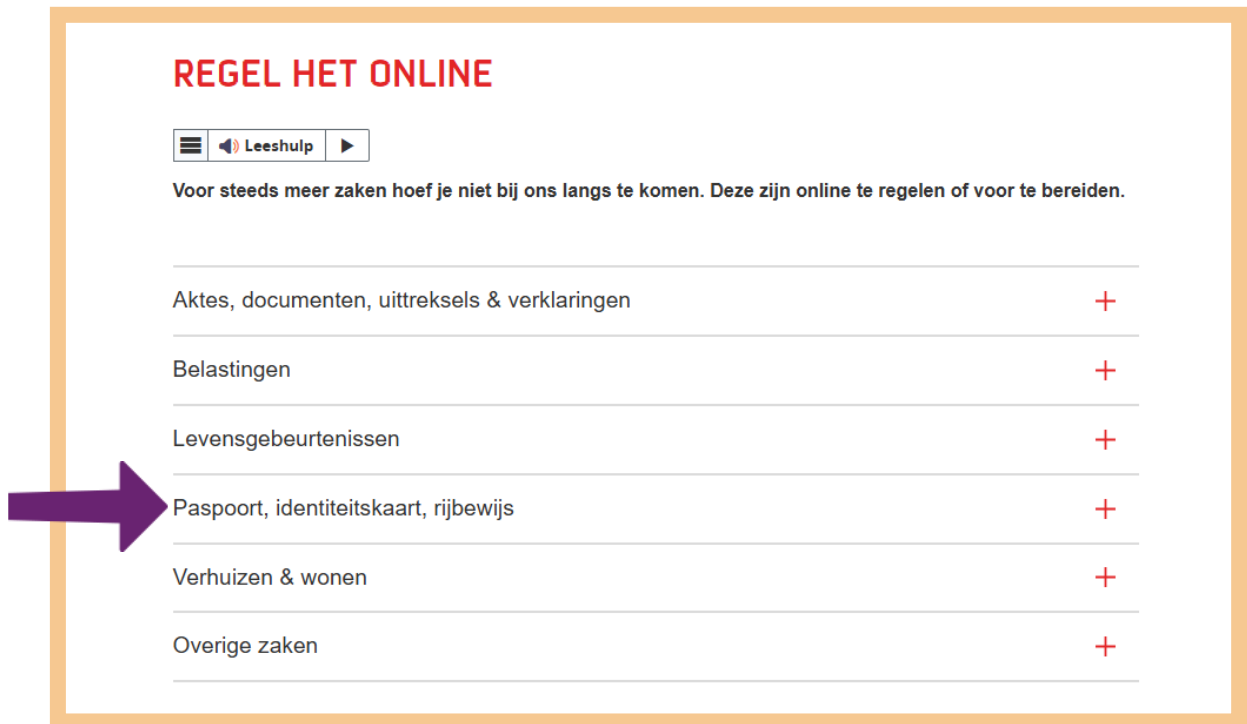 REGEL HET ONLINE
Leeshulp
Voor steeds meer zaken hoef je niet bij ons langs te komen. Deze zijn online te regelen of voor te bereiden.
Aktes, documenten, uittreksels & verklaringen
Belastingen
Levensgebeurtenissen
Paspoort, identiteitskaart, rijbewijs
Verhuizen & wonen
Overige zaken